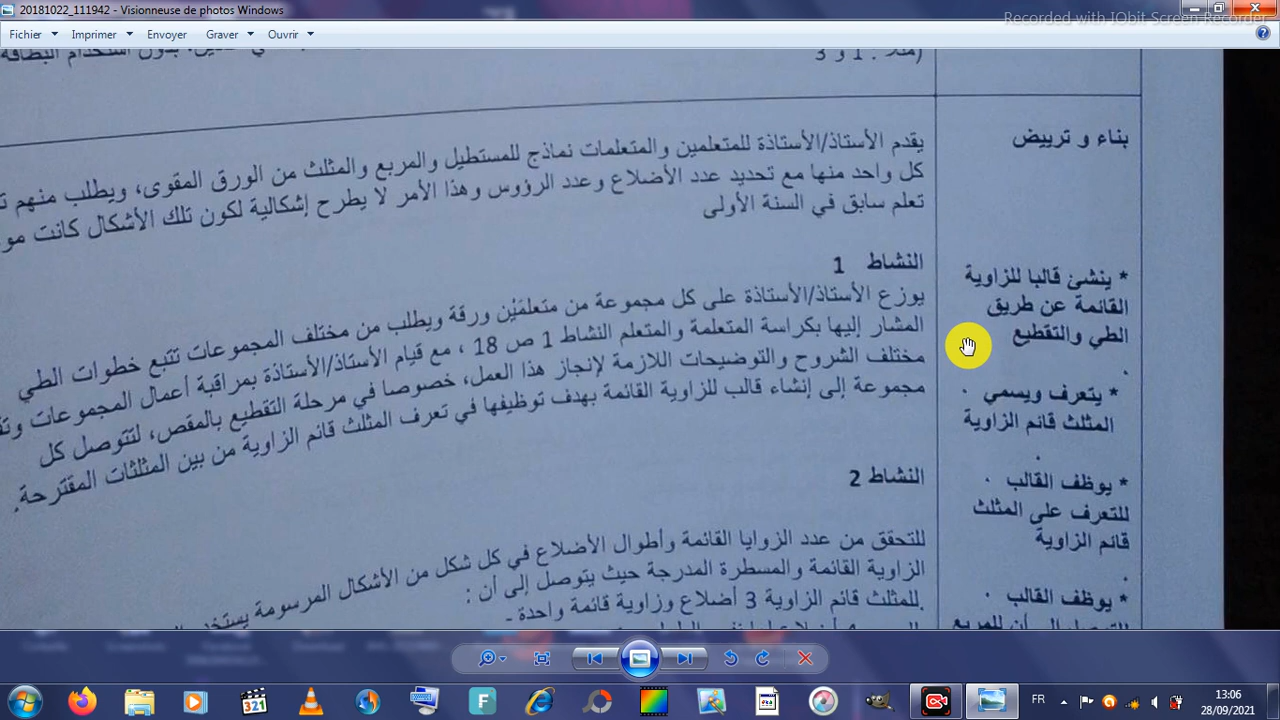 20181022_111942 - Visionneuse de photos Windows
Recorded with IObit Screen Recorder
Fichier Imprimer Envoyer Graver Ouvrir
بدون استخدام البطاقة
1 و 3
بناء و ترييض
يقدم الأستاذ/الأستاذة للمتعلمين والمتعلمات نماذج للمستطيل والمربع والمثلث من الورق المقوى، ويطلب منهم
كل واحد منها مع تحديد عدد الأضلاع وعدد الرؤوس وهذا الأمر لا يطرح إشكالية لكون تلك الأشكال كانت
تعلم سابق في السنة الأولى
* ينشئ قالبا للزاوية
القائمة عن طريق
الطي والتقطيع
* يتعرف ويسمي
المثلث قائم الزاوية
* يوظف القالب
للتعرف على المثلث
قائم الزاوية
* يوظف القالب
النشاط 1
يوزع الأستاذ/الأستاذة على كل مجموعة من متعلمَيْن ورقة ويطلب من مختلف المجموعات تتبع خطوات الطي
المشار إليها بكراسة المتعلمة والمتعلم النشاط 1 ص 18 ، مع قيام الأستاذ/الأستاذة بمراقبة أعمال المجموعات
مختلف الشروح والتوضيحات اللازمة لإنجاز هذا العمل، خصوصا في مرحلة التقطيع بالمقص، لتتوصل كل
مجموعة إلى إنشاء قالب للزاوية القائمة بهدف توظيفها في تعرف المثلث قائم الزاوية من بين المثلثات المقترحة.
النشاط 2
للتحقق من عدد الزوايا القائمة وأطوال الأضلاع في كل شكل من الأشكال المرسومة
الزاوية القائمة والمسطرة المدرجة حيث يتوصل إلى أن :
.للمثلث قائم الزاوية 3 أضلاع وزاوية قائمة واحدة -
321
FR
13:06
28/09/2021